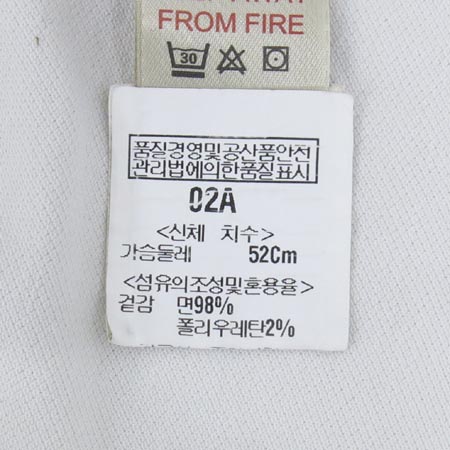 FROM FIRE
30
품질경영및공산품안전
관리법에의한품질표시
02A
<신체 치수>
가슴둘레 52Cm
<섬유의조성및혼용율>
겉감 면98%
폴리우레탄2%